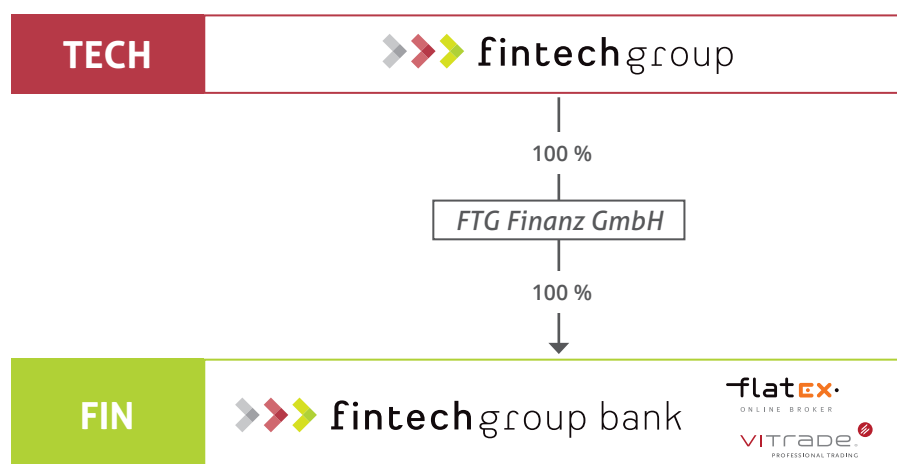 TECH
fintechgroup
100 %
FTG Finanz GmbH
100 %
FIN
fintechgroup bank
flatex
ONLINE BROKER
VITRADE
PROFESSIONAL TRADING